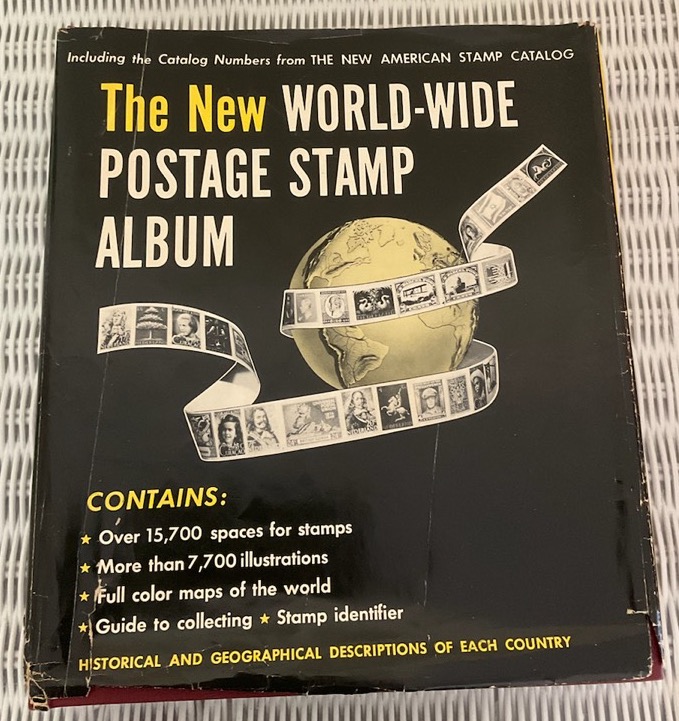 Including the Catalog Numbers from THE NEW AMERICAN STAMP CATALOG
The New WORLD-WIDE
POSTAGE STAMP
ALBUM
CONTAINS:
★ Over 15,700 spaces for stamps
★ More than 7,700 illustrations
★ Full color maps of the world
★ Guide to collecting ★ Stamp identifier
HISTORICAL AND GEOGRAPHICAL DESCRIPTIONS OF EACH COUNTRY